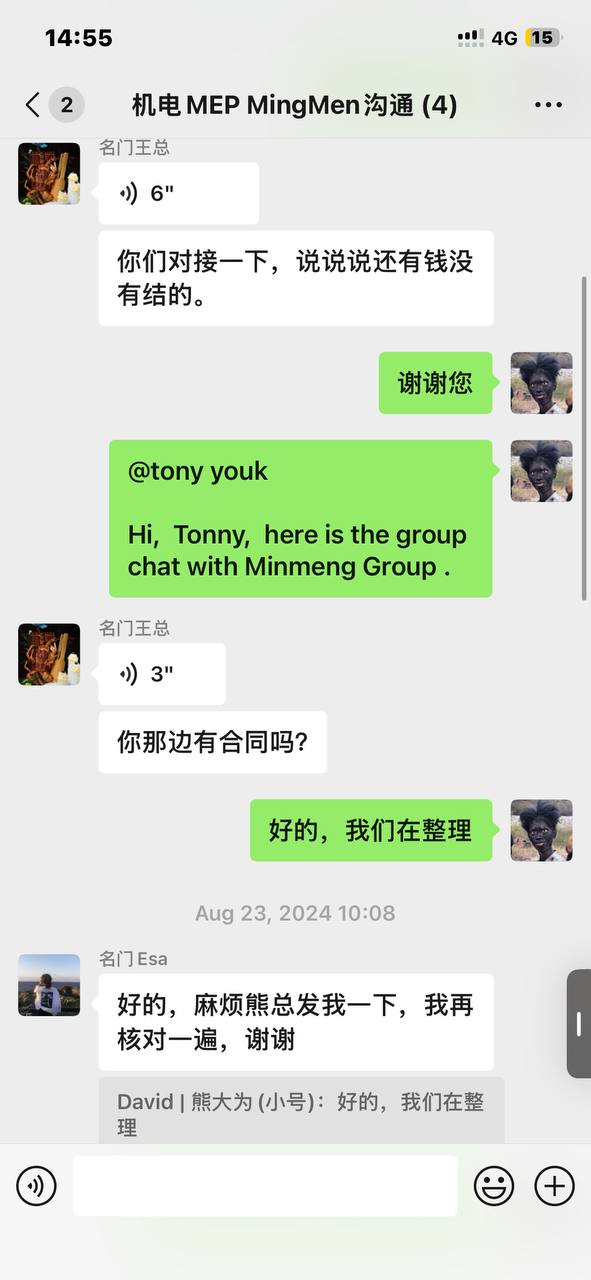 14:55
4G
15
2
机电MEP MingMen沟通 (4)
名门王总
6"
你们对接一下，说说说还有钱没
有结的。
谢谢您
@tony youk
Hi, Tonny, here is the group
chat with Minmeng Group .
名门王总
3"
你那边有合同吗?
好的，我们在整理
Aug 23, 2024 10:08
名门Esa
好的，麻烦熊总发我一下，我再
核对一遍，谢谢
David | 熊大为 (小号)：好的，我们在整
理